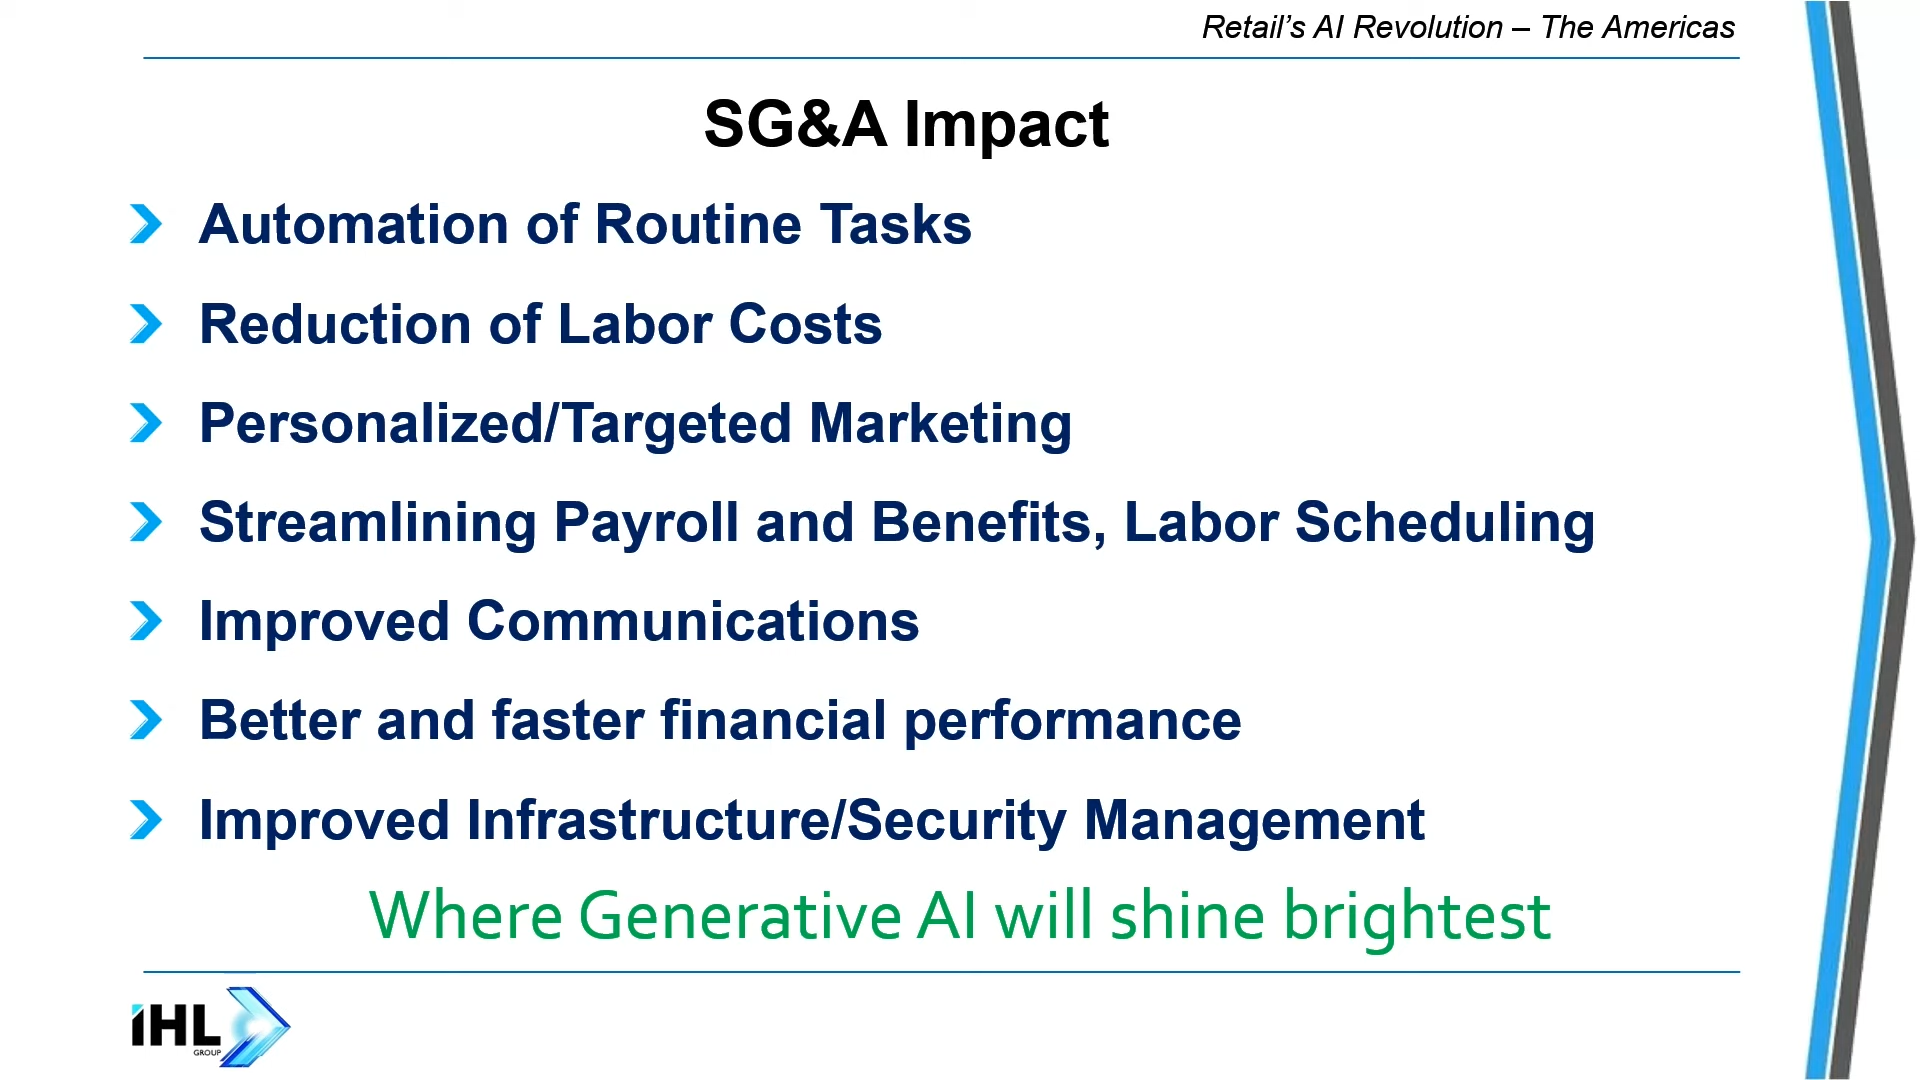 Retail’s AI Revolution – The Americas
SG&A Impact
Automation of Routine Tasks
Reduction of Labor Costs
Personalized/Targeted Marketing
Streamlining Payroll and Benefits, Labor Scheduling
Improved Communications
Better and faster financial performance
Improved Infrastructure/Security Management
Where Generative AI will shine brightest
iHL
GROUP